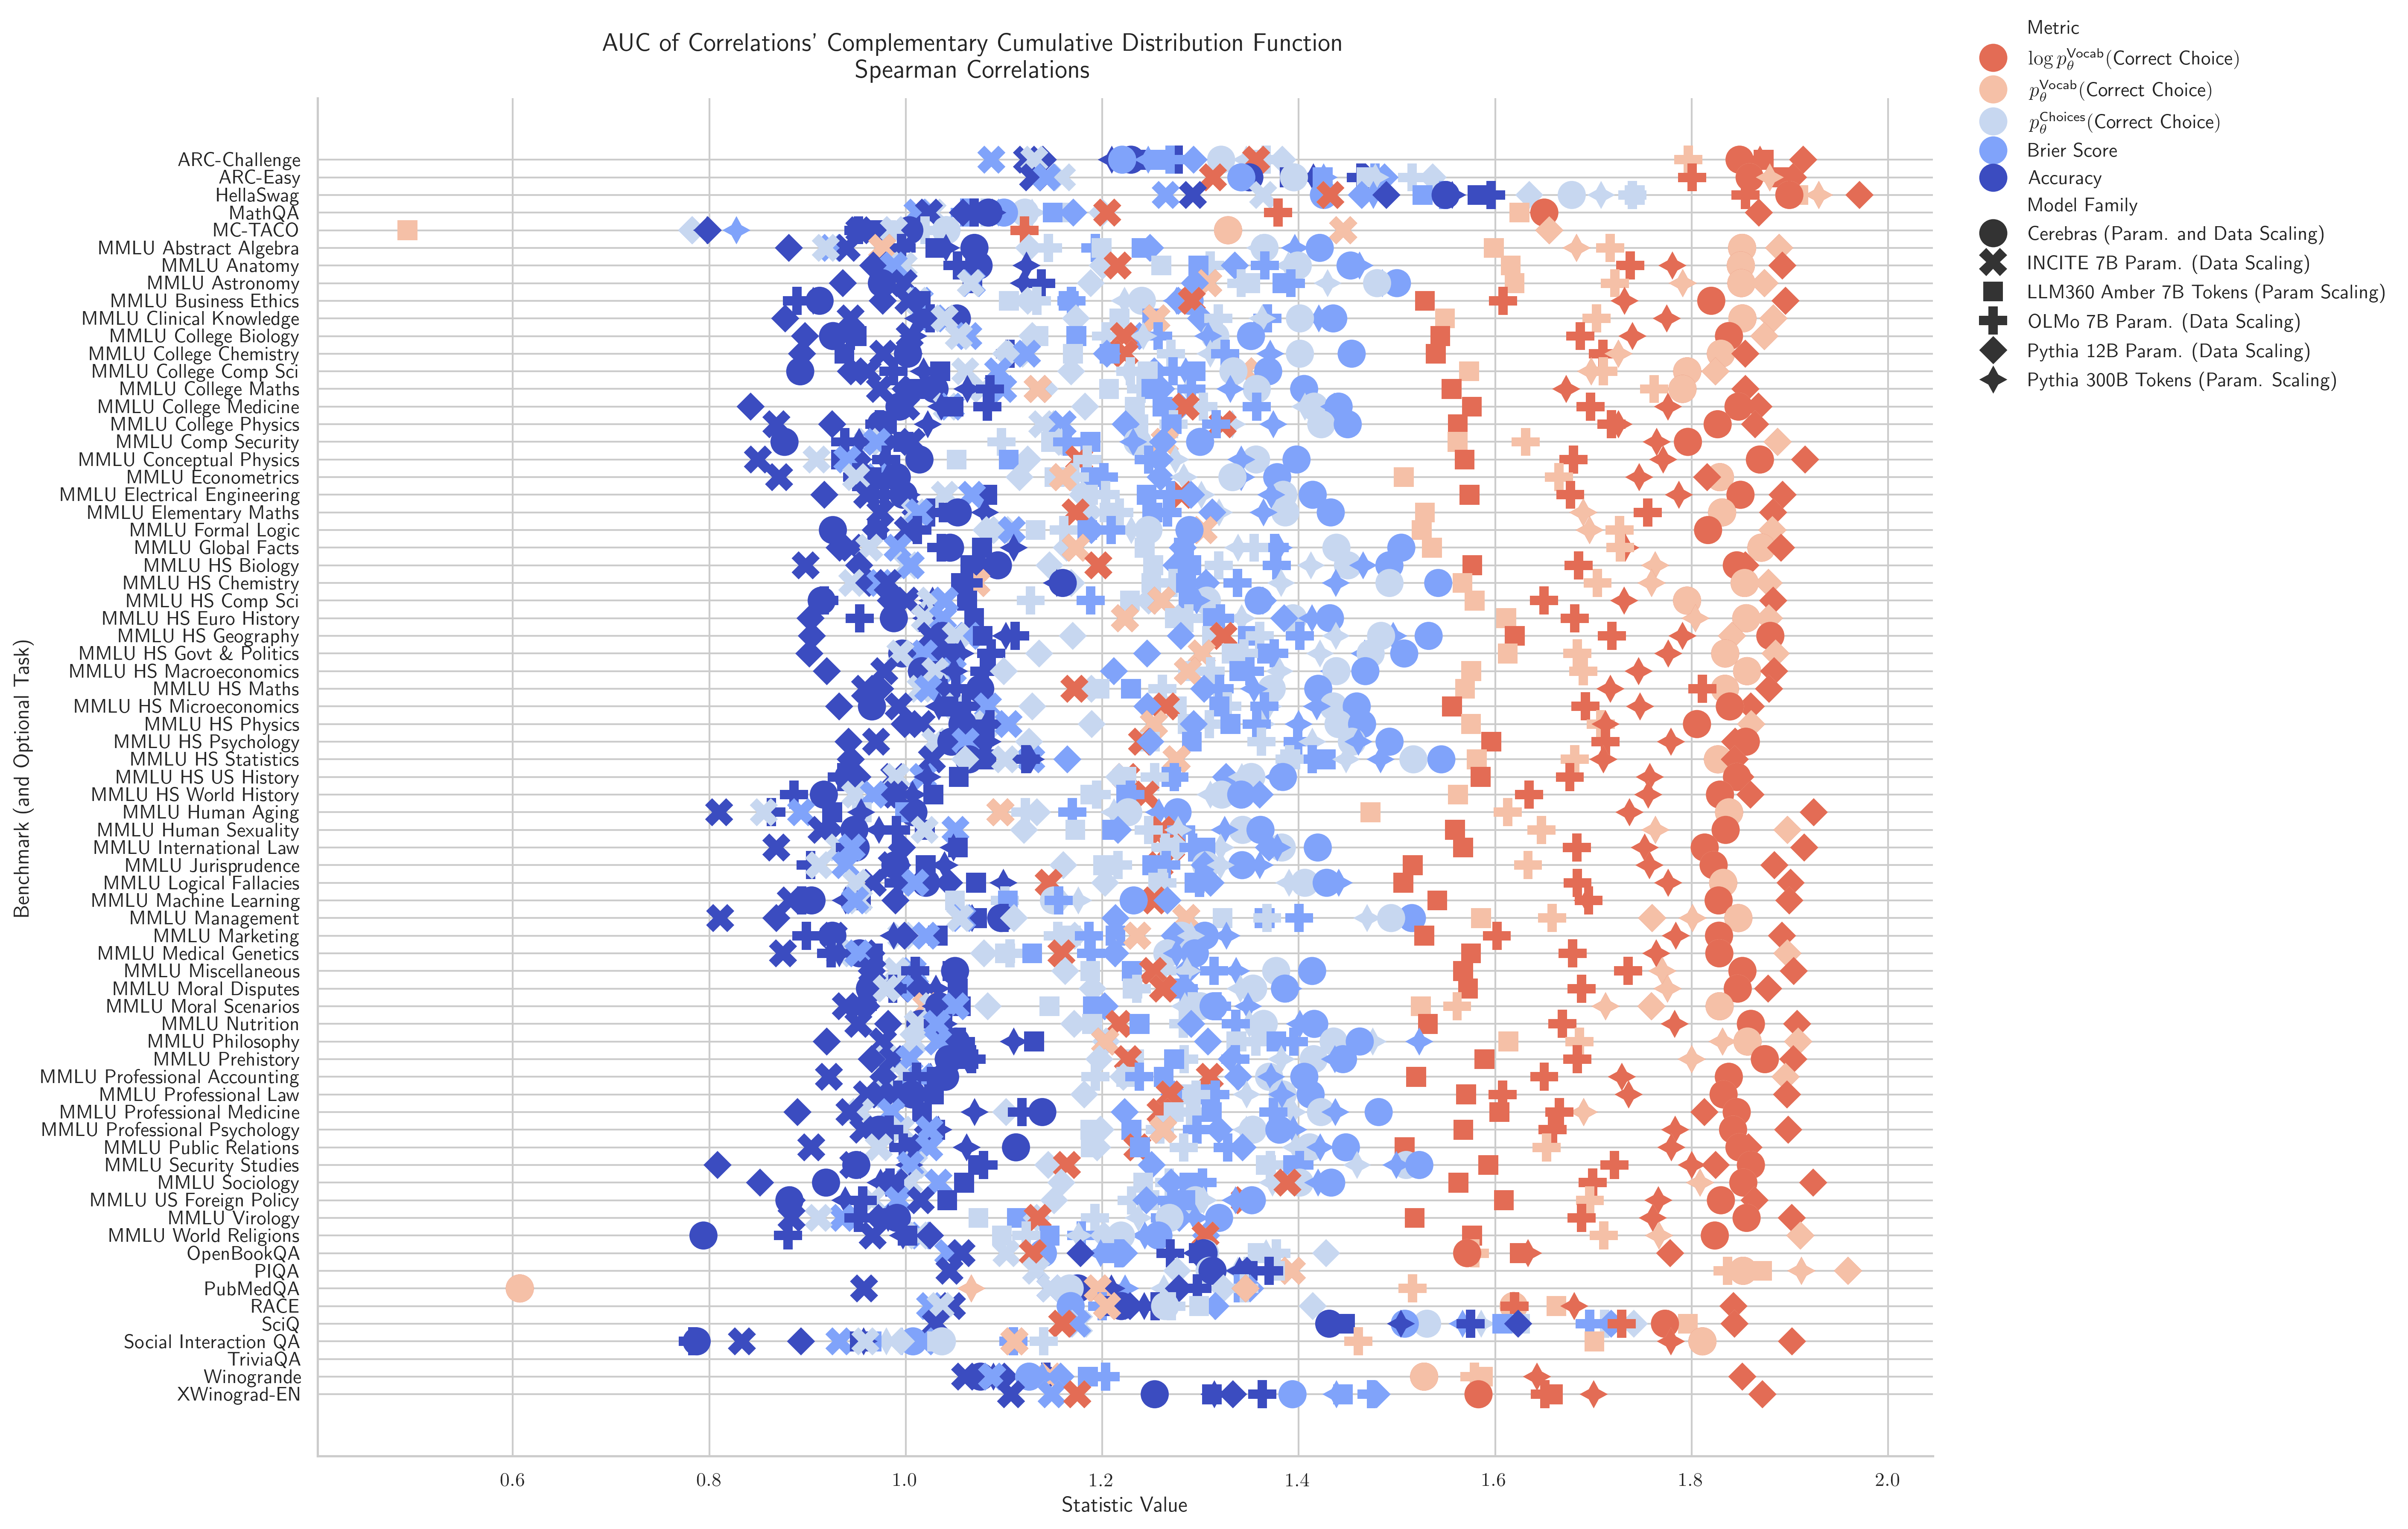 AUC of Correlations' Complementary Cumulative Distribution Function
Spearman Correlations
Metric
log p_θ^Vocab(Correct Choice)
p_θ^Vocab(Correct Choice)
p_θ^Choices(Correct Choice)
Brier Score
Accuracy
Model Family
Cerebras (Param. and Data Scaling)
INCITE 7B Param. (Data Scaling)
LLM360 Amber 7B Tokens (Param Scaling)
OLMo 7B Param. (Data Scaling)
Pythia 12B Param. (Data Scaling)
Pythia 300B Tokens (Param. Scaling)
Benchmark (and Optional Task)
ARC-Challenge
ARC-Easy
HellaSwag
MathQA
MC-TACO
MMLU Abstract Algebra
MMLU Anatomy
MMLU Astronomy
MMLU Business Ethics
MMLU Clinical Knowledge
MMLU College Biology
MMLU College Chemistry
MMLU College Comp Sci
MMLU College Maths
MMLU College Medicine
MMLU College Physics
MMLU Comp Security
MMLU Conceptual Physics
MMLU Econometrics
MMLU Electrical Engineering
MMLU Elementary Maths
MMLU Formal Logic
MMLU Global Facts
MMLU HS Biology
MMLU HS Chemistry
MMLU HS Comp Sci
MMLU HS Euro History
MMLU HS Geography
MMLU HS Govt & Politics
MMLU HS Macroeconomics
MMLU HS Maths
MMLU HS Microeconomics
MMLU HS Physics
MMLU HS Psychology
MMLU HS Statistics
MMLU HS US History
MMLU HS World History
MMLU Human Aging
MMLU Human Sexuality
MMLU International Law
MMLU Jurisprudence
MMLU Logical Fallacies
MMLU Machine Learning
MMLU Management
MMLU Marketing
MMLU Medical Genetics
MMLU Miscellaneous
MMLU Moral Disputes
MMLU Moral Scenarios
MMLU Nutrition
MMLU Philosophy
MMLU Prehistory
MMLU Professional Accounting
MMLU Professional Law
MMLU Professional Medicine
MMLU Professional Psychology
MMLU Public Relations
MMLU Security Studies
MMLU Sociology
MMLU US Foreign Policy
MMLU Virology
MMLU World Religions
OpenBookQA
PIQA
PubMedQA
RACE
SciQ
Social Interaction QA
TriviaQA
Winogrande
XWinograd-EN
0.6 0.8 1.0 1.2 1.4 1.6 1.8 2.0
Statistic Value